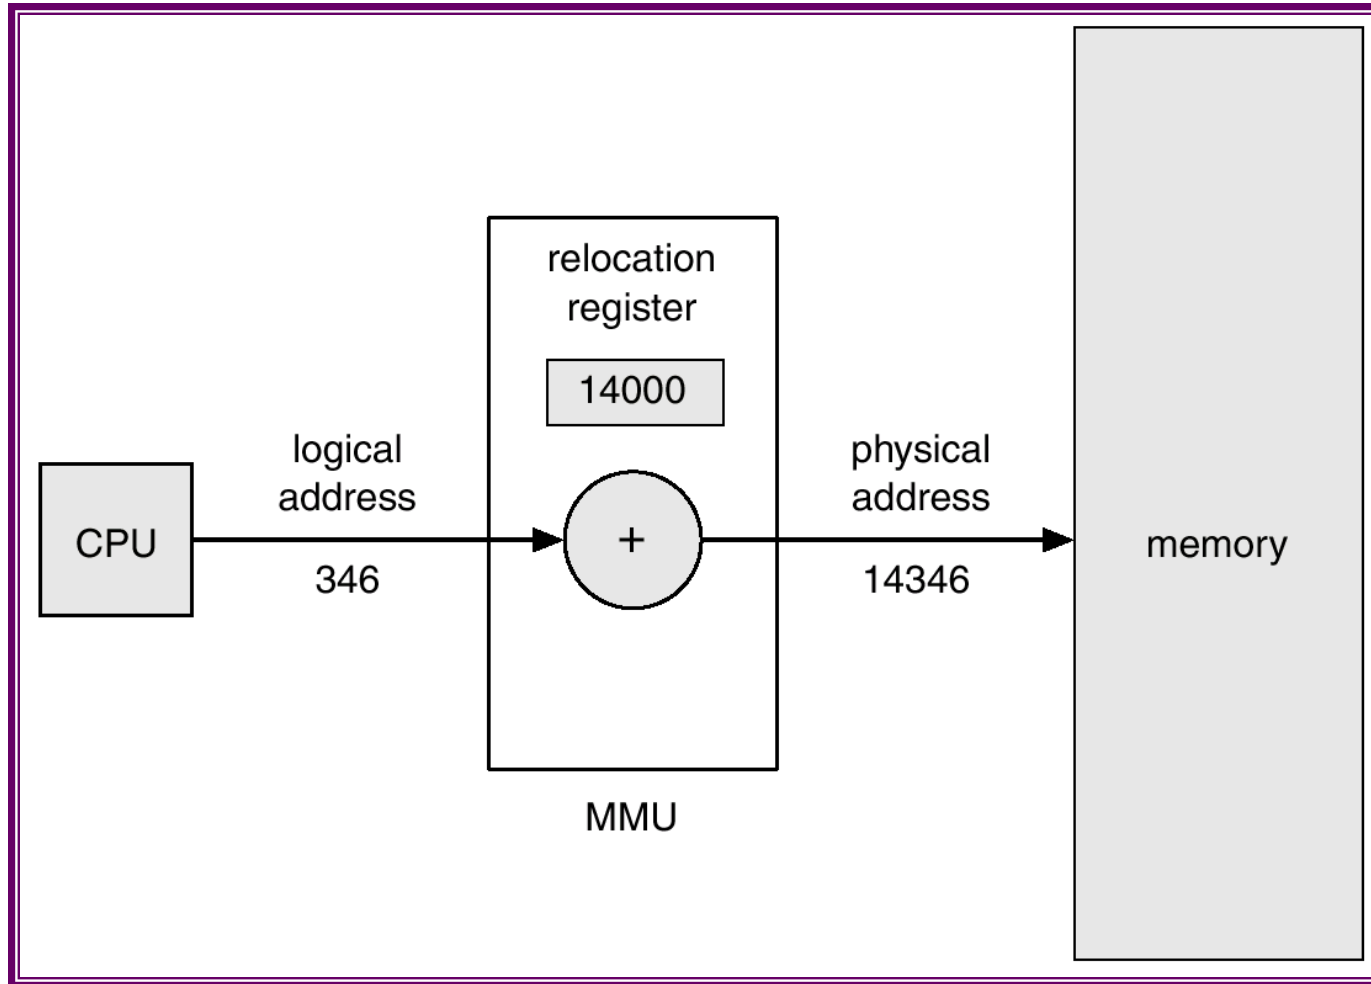 relocation
register
14000
logical
address
physical
address
CPU
+
memory
346
14346
MMU